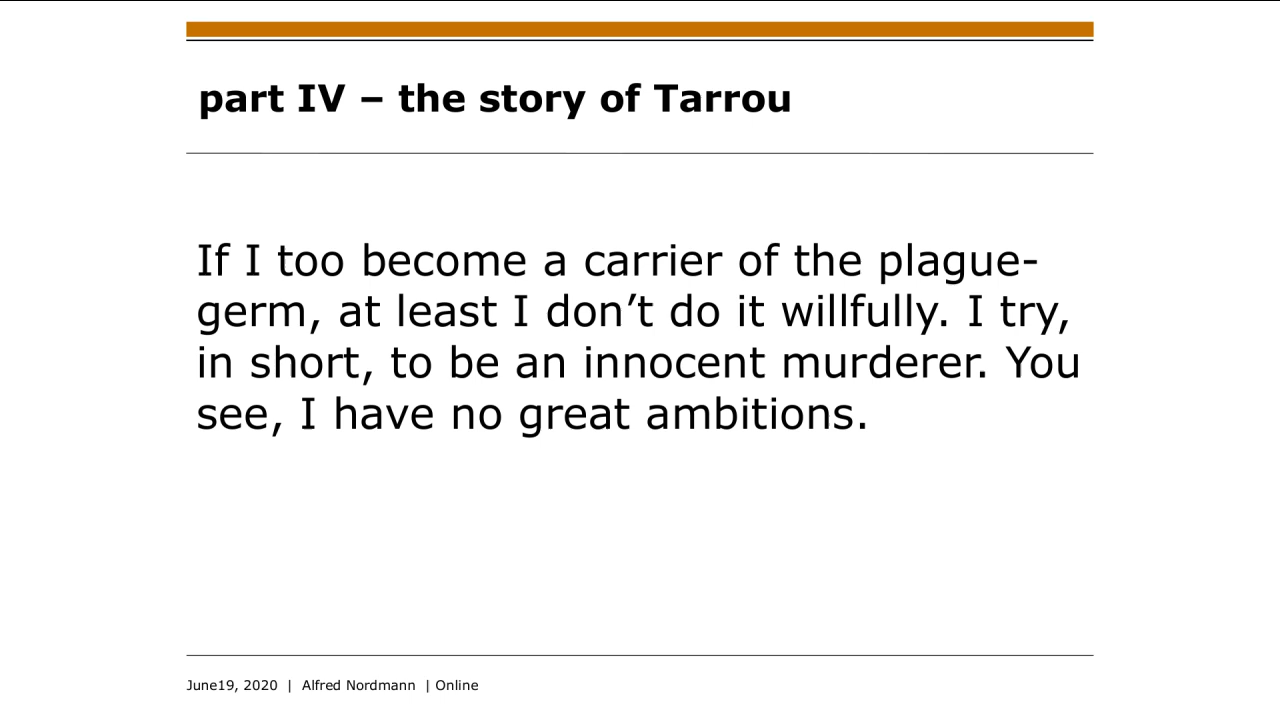 part IV – the story of Tarrou
If I too become a carrier of the plague-
germ, at least I don’t do it willfully. I try,
in short, to be an innocent murderer. You
see, I have no great ambitions.
June19, 2020 | Alfred Nordmann | Online